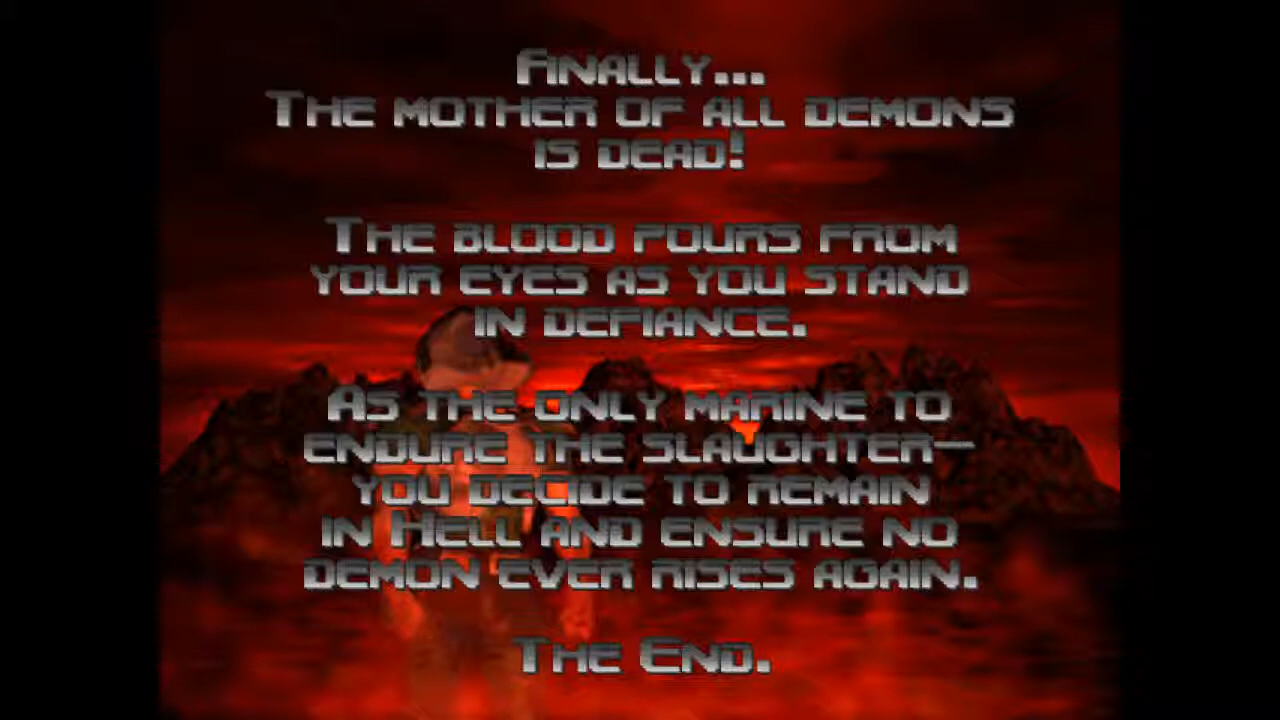 Finally...
The mother of all demons
is dead!
The blood pours from
your eyes as you stand
in defiance.
As the only marine to
endure the slaughter—
you decide to remain
in Hell and ensure no
demon ever rises again.
The End.